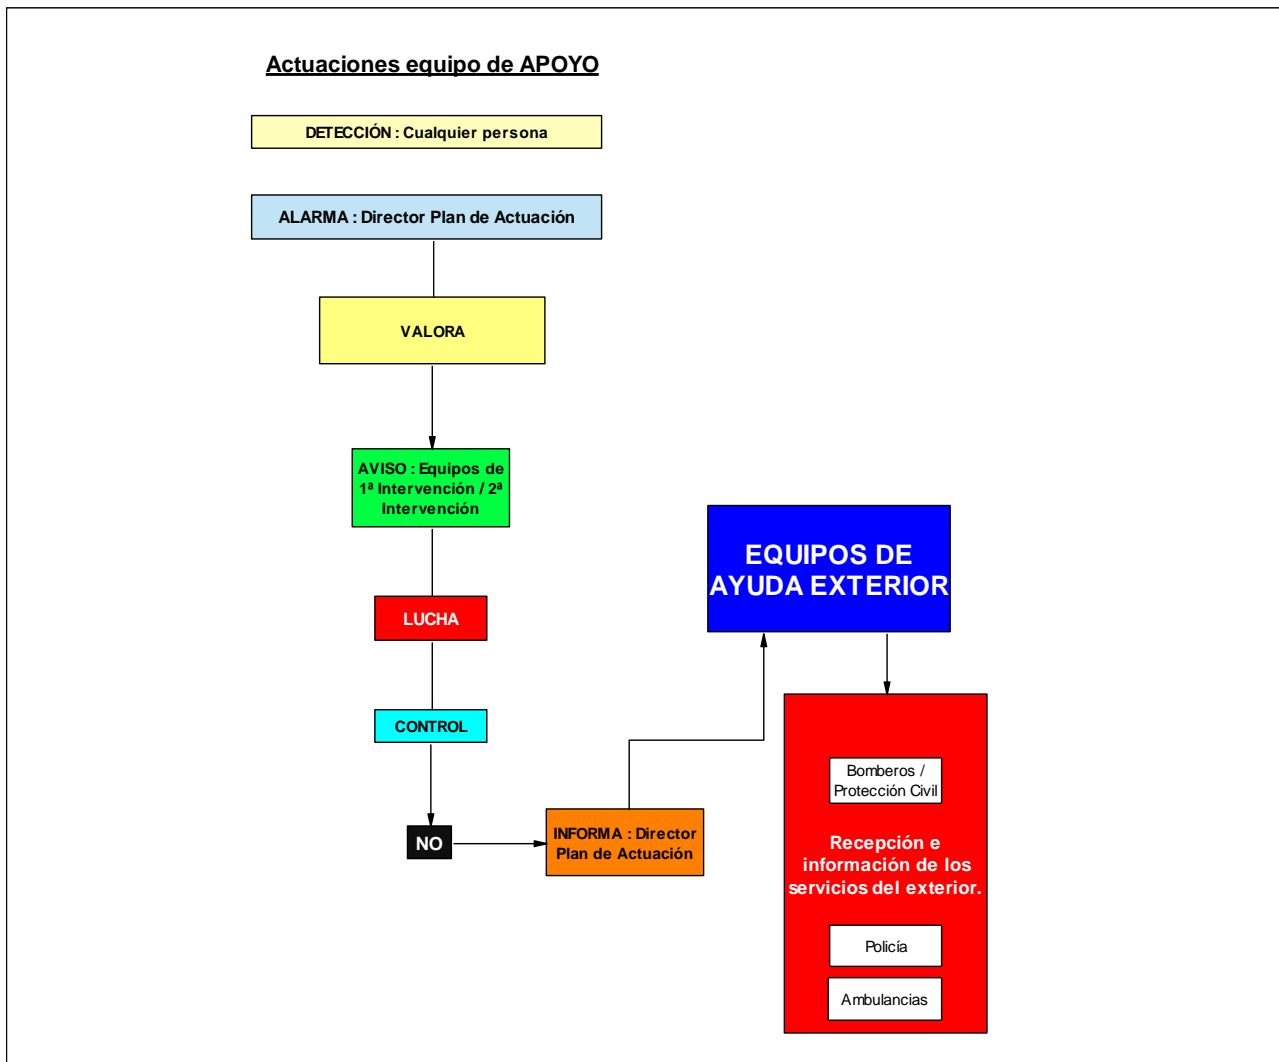 Actuaciones equipo de APOYO
DETECCIÓN : Cualquier persona
ALARMA : Director Plan de Actuación
VALORA
AVISO : Equipos de
1ª Intervención / 2ª
Intervención
LUCHA
CONTROL
NO
INFORMA : Director
Plan de Actuación
EQUIPOS DE
AYUDA EXTERIOR
Bomberos /
Protección Civil
Recepción e
información de los
servicios del exterior.
Policía
Ambulancias